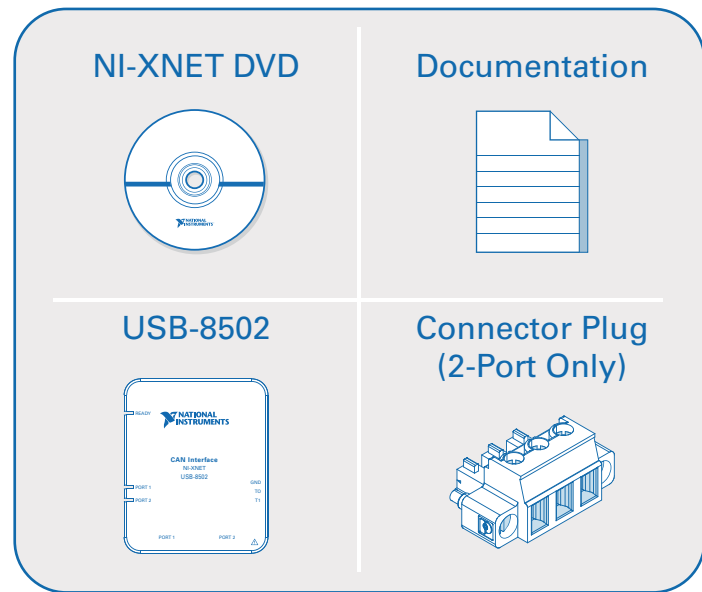 NI-XNET DVD
NATIONAL
INSTRUMENTS
Documentation
USB-8502
READY
NATIONAL
INSTRUMENTS
CAN Interface
NI-XNET
USB-8502
GND
PORT 1
T0
PORT 2
T1
PORT 1
PORT 2
Connector Plug
(2-Port Only)